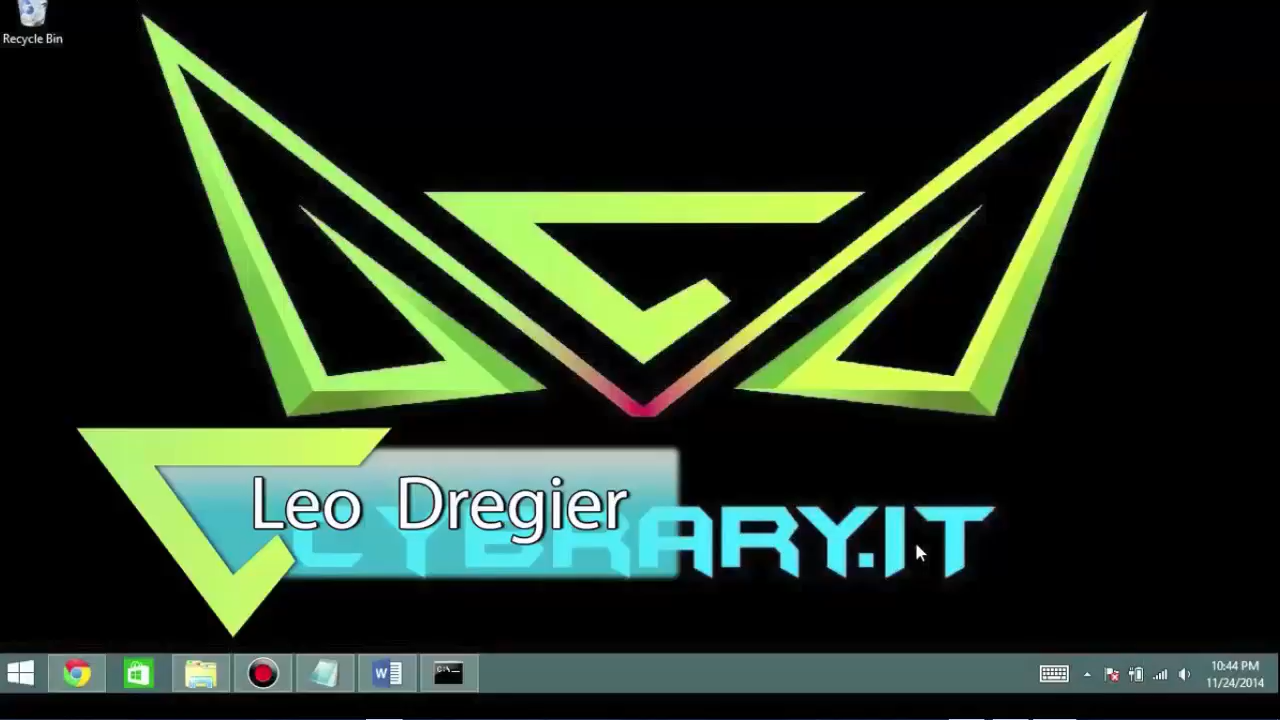 Recycle Bin
Leo Dregier
CYBRARY.IT
10:44 PM
11/24/2014